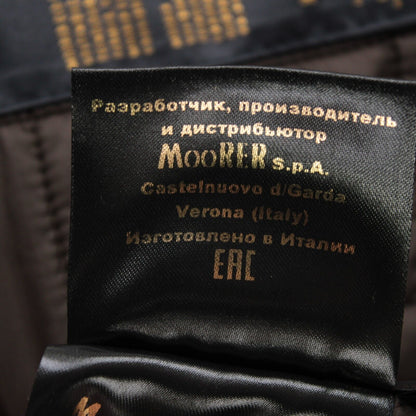 Разработчик, производитель
и дистрибьютор
MOORER S.p.A.
Castelnuovo d/Garda
Verona (Italy)
Изготовлено в Италии
EAC